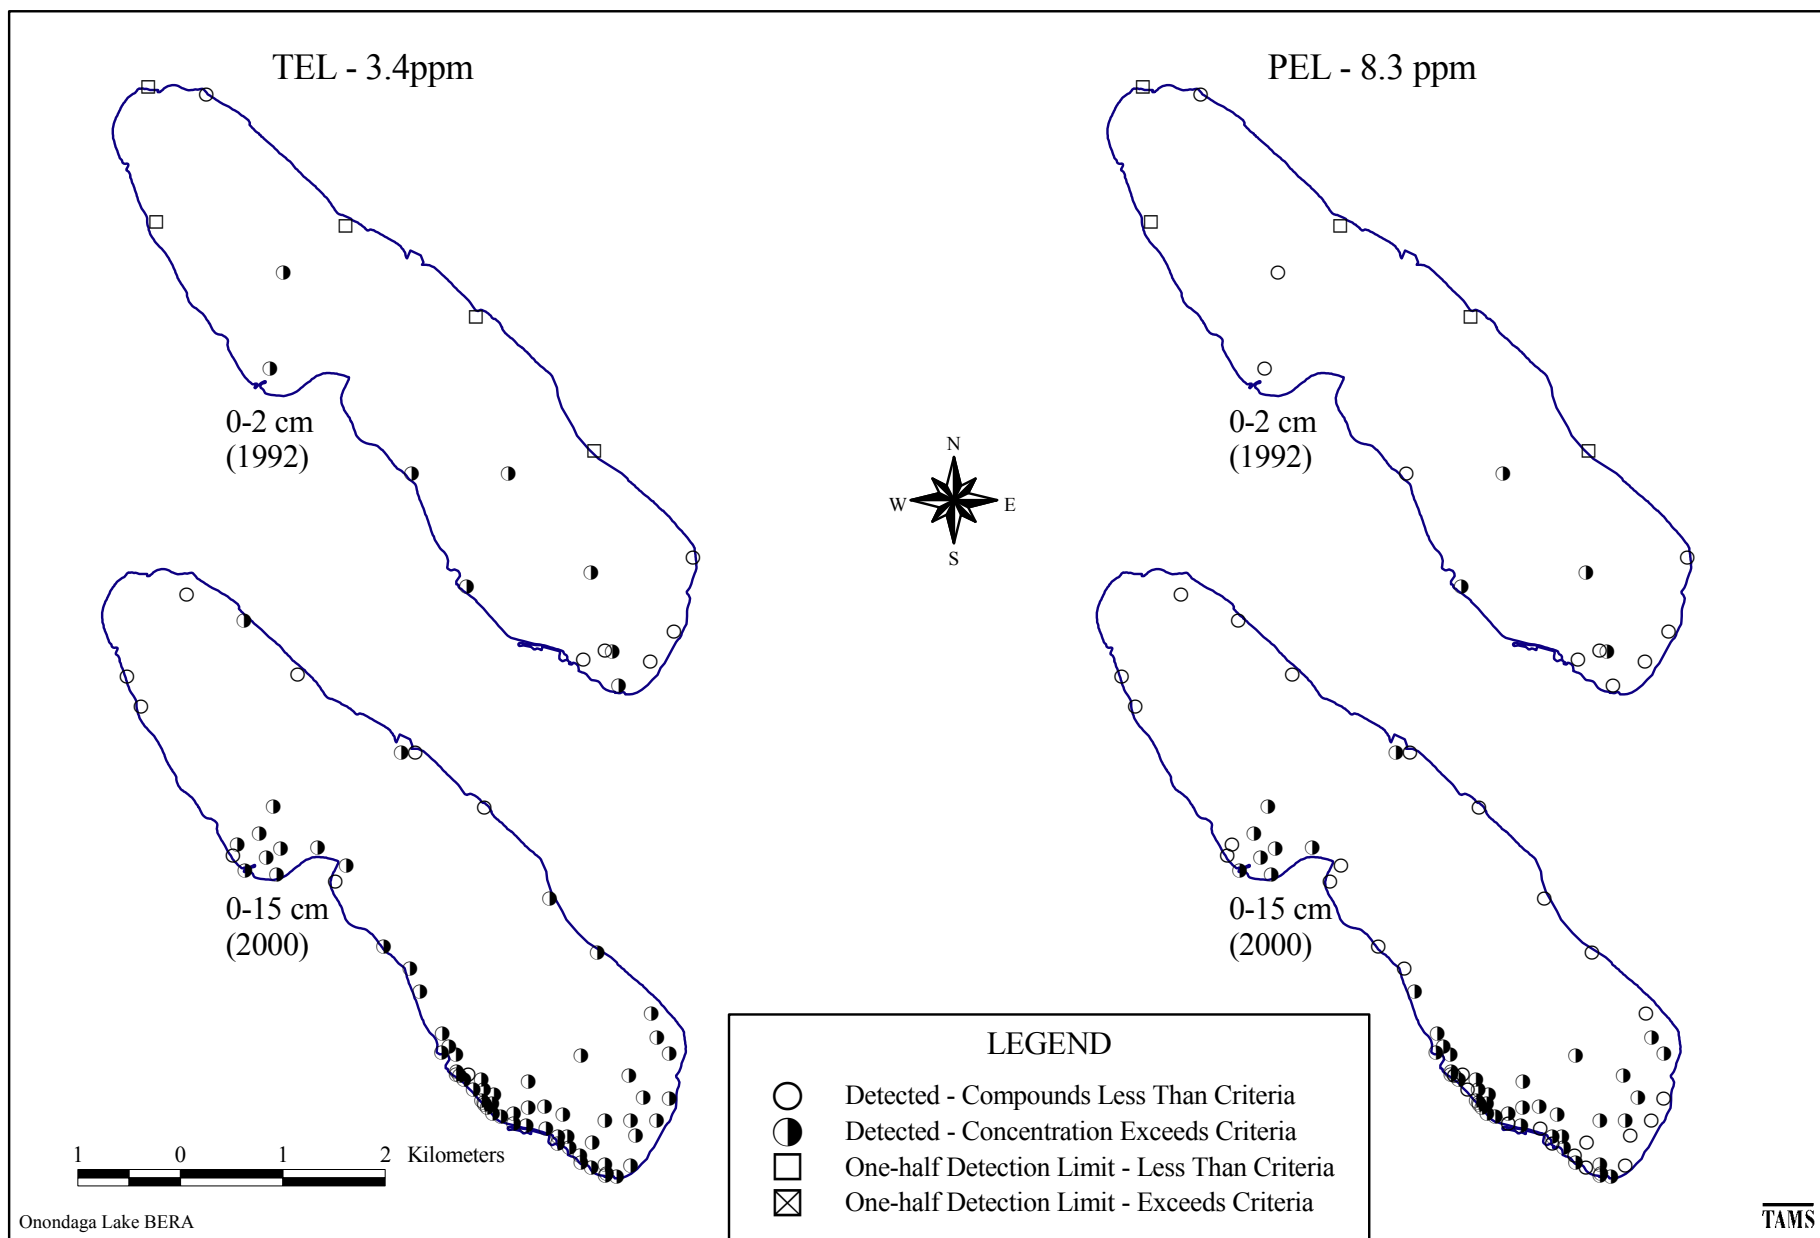 TEL - 3.4ppm
PEL - 8.3 ppm
0-2 cm
(1992)
0-2 cm
(1992)
N
W
E
S
0-15 cm
(2000)
0-15 cm
(2000)
LEGEND
Detected - Compounds Less Than Criteria
Detected - Concentration Exceeds Criteria
One-half Detection Limit - Less Than Criteria
One-half Detection Limit - Exceeds Criteria
1 0 1 2 Kilometers
Onondaga Lake BERA
TAMS